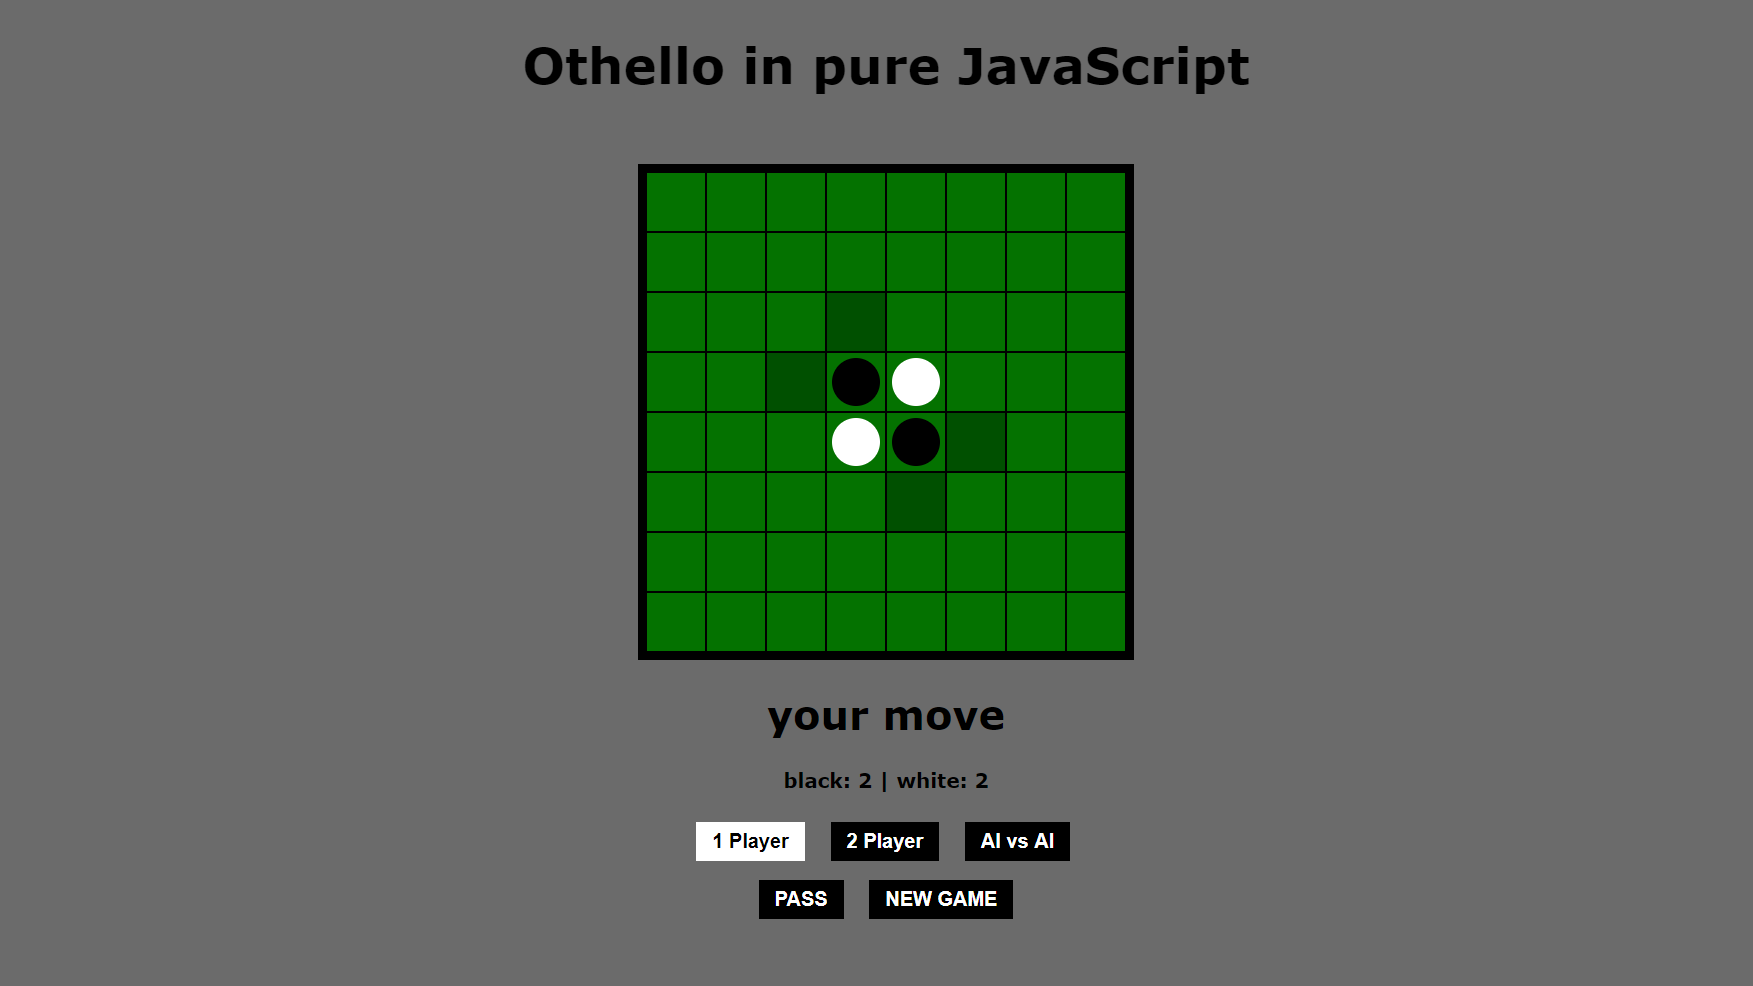 Othello in pure JavaScript
your move
black: 2 | white: 2
1 Player 2 Player AI vs AI
PASS NEW GAME